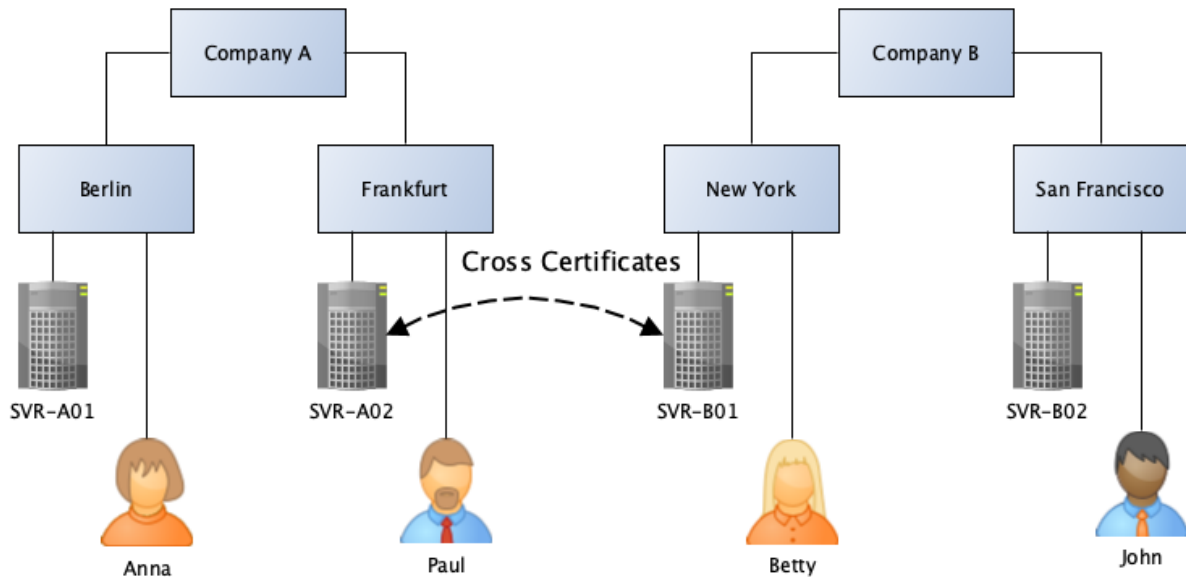 Company A
Company B
Berlin
Frankfurt
New York
San Francisco
Cross Certificates
SVR-A01
SVR-A02
SVR-B01
SVR-B02
Anna
Paul
Betty
John